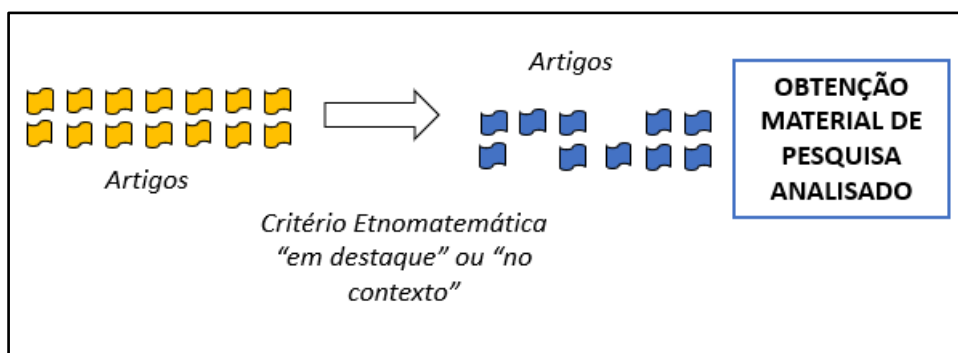 Artigos
Critério Etnomatemática
“em destaque” ou “no
contexto”
Artigos
OBTENÇÃO
MATERIAL DE
PESQUISA
ANALISADO